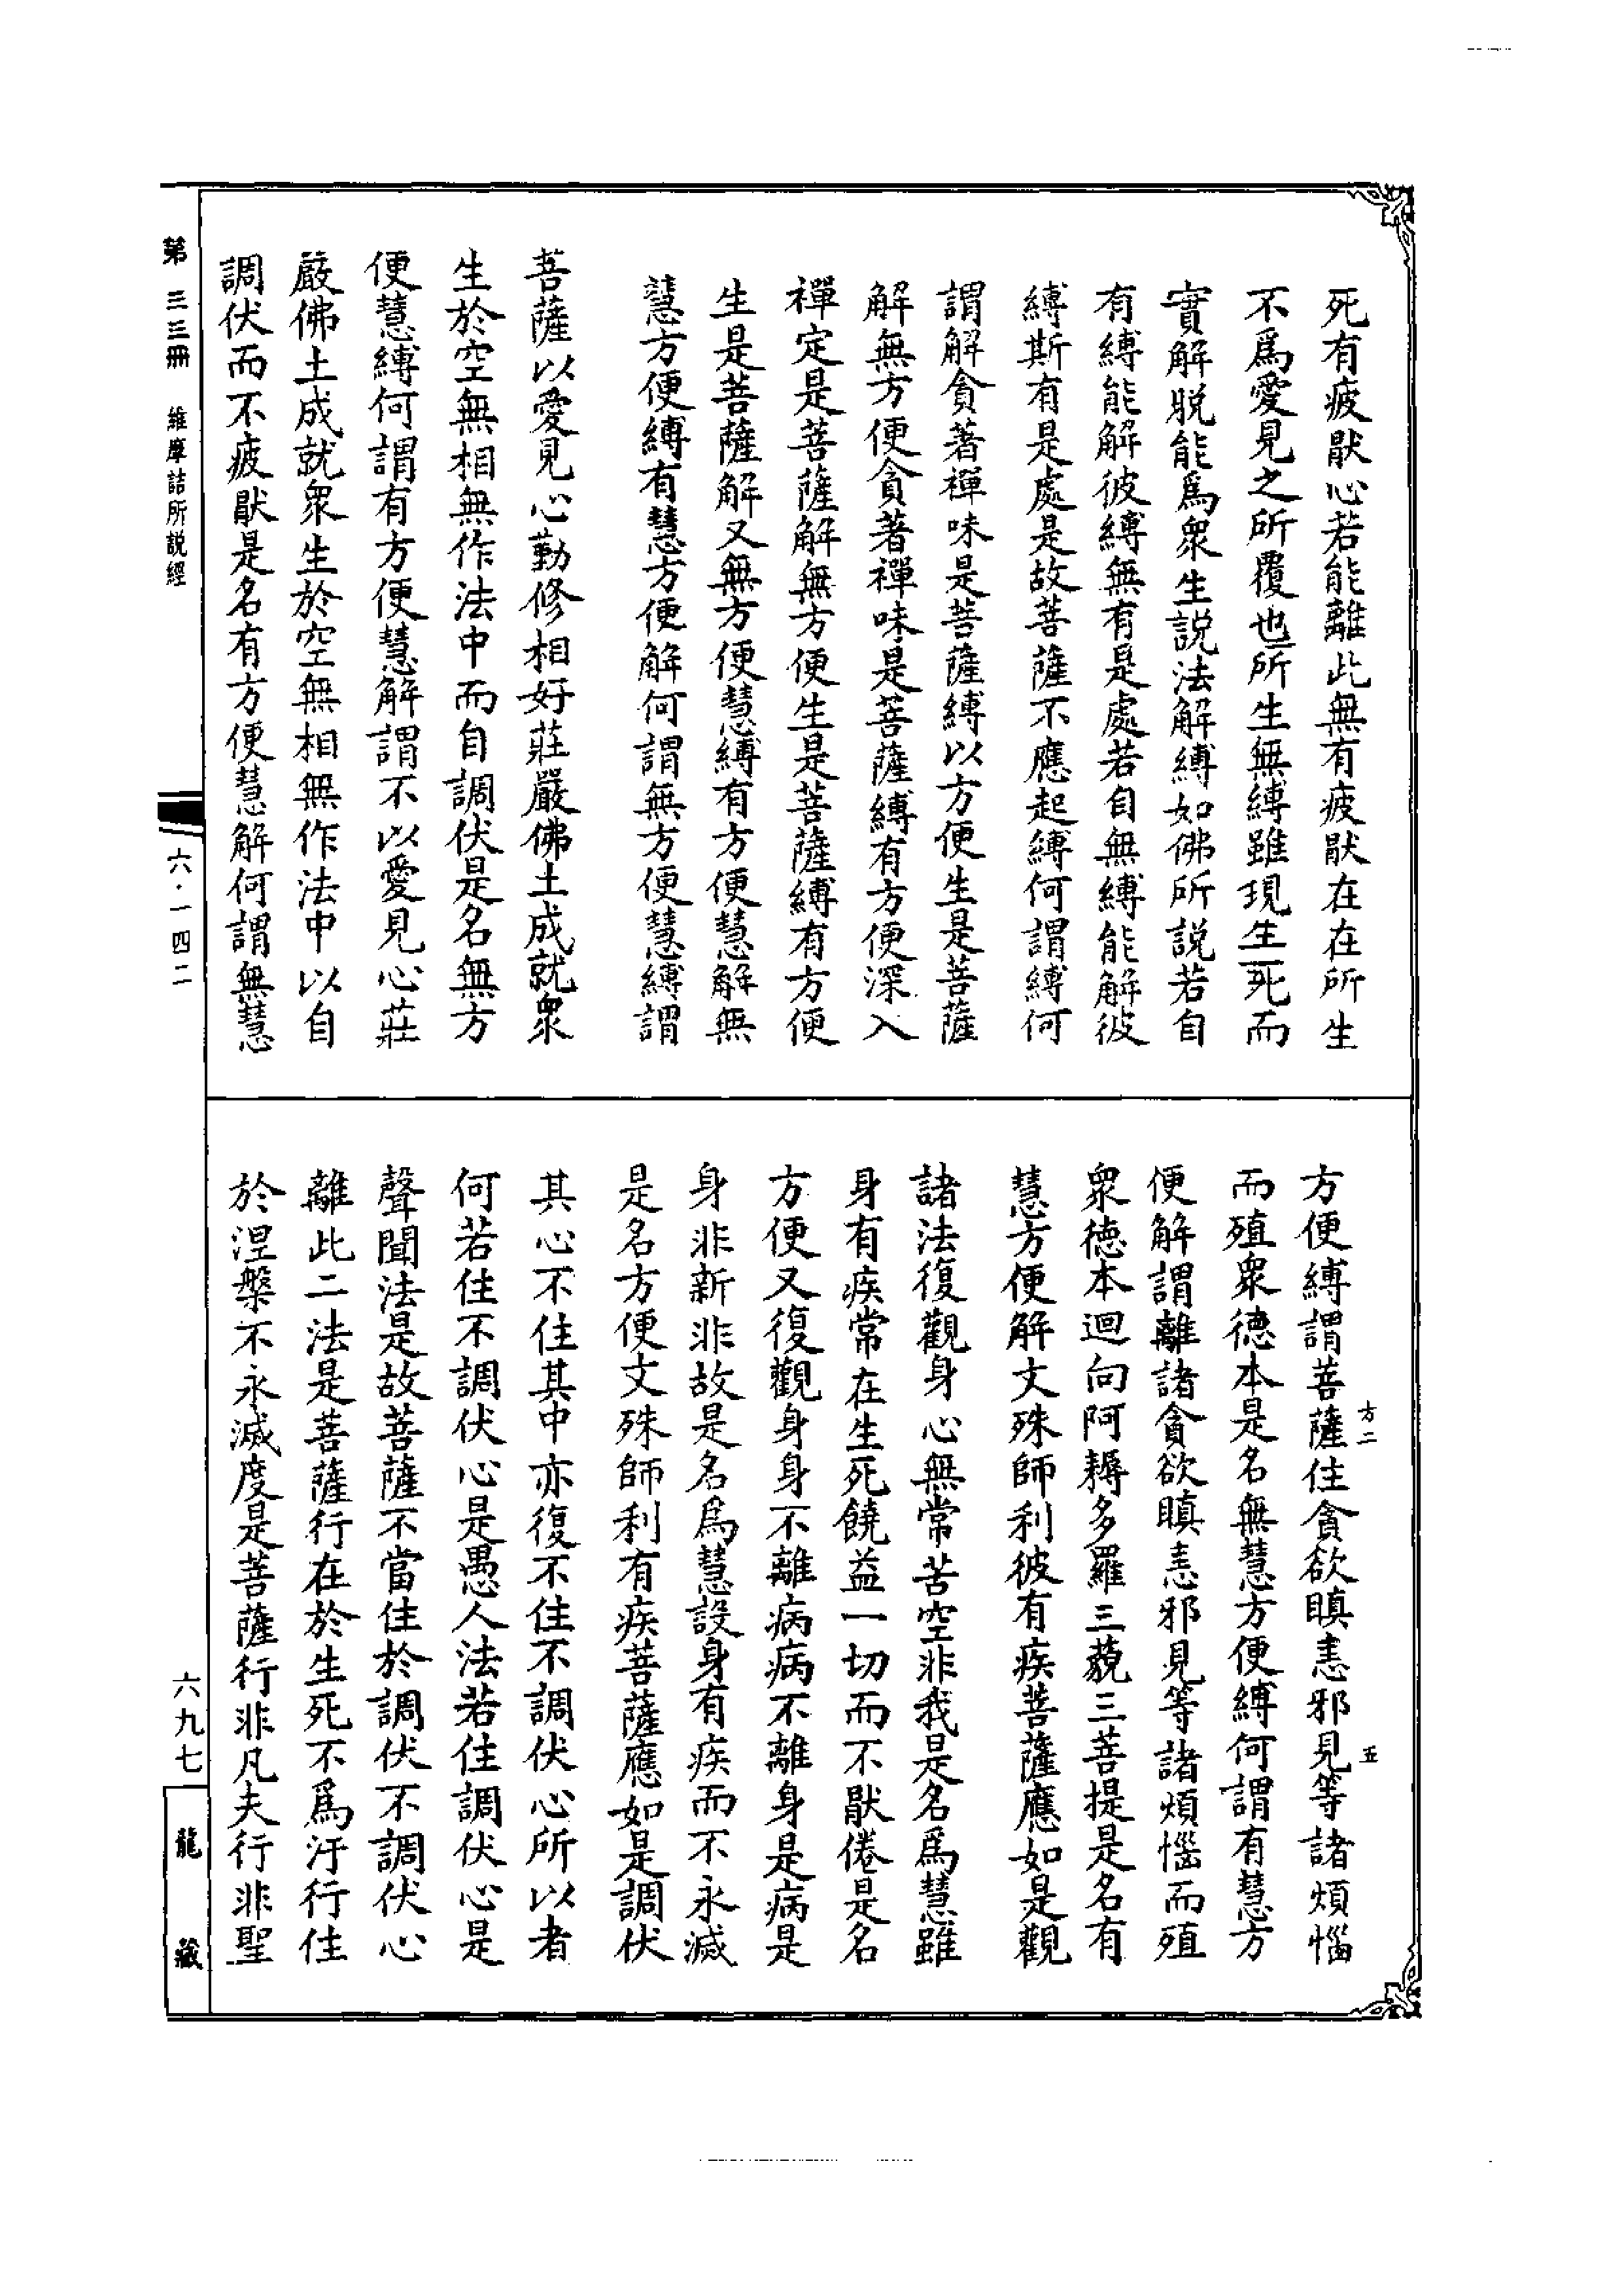 死有疲厭心若能離此無有疲厭在在所生
不爲愛見之所覆也所生無縛雖現生死而
實解脫能爲衆生說法解縛如佛所說若自
有縛能解彼縛無有是處若自無縛能解彼
縛斯有是處是故菩薩不應起縛何謂縛何
謂解貪著禪味是菩薩縛以方便生是菩薩
解無方便貪著禪味是菩薩縛有方便深入
禪定是菩薩解無方便生是菩薩縛有方便
生是菩薩解又無方便慧縛有方便慧解無
慧方便縛有慧方便解何謂無方便慧縛謂
菩薩以愛見心勤修相好莊嚴佛土成就衆
生於空無相無作法中而自調伏是名無方
便慧縛何謂有方便慧解謂不以愛見心莊
嚴佛土成就衆生於空無相無作法中以自
調伏而不疲厭是名有方便慧解何謂無慧
方便縛謂菩薩住貪欲瞋恚邪見等諸煩惱
而殖衆德本是名無慧方便縛何謂有慧方
便解謂離諸貪欲瞋恚邪見等諸煩惱而殖
衆德本迴向阿耨多羅三藐三菩提是名有
慧方便解文殊師利彼有疾菩薩應如是觀
諸法復觀身心無常苦空非我是名爲慧雖
身有疾常在生死饒益一切而不厭倦是名
方便又復觀身身不離病病不離身是病是
身非新非故是名爲慧設身有疾而不永滅
是名方便文殊師利有疾菩薩應如是調伏
其心不住其中亦復不住不調伏心所以者
何若住不調伏心是愚人法若住調伏心是
聲聞法是故菩薩不當住於調伏不調伏心
離此二法是菩薩行在於生死不爲汙行住
於涅槃不永滅度是菩薩行非凡夫行非聖
方二
五
第三三冊 維摩詰所說經
六·一四二
六九七
龍藏